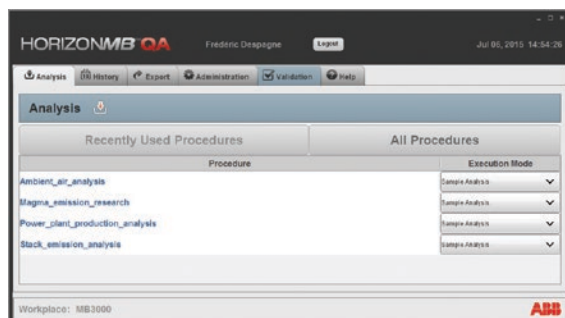 HORIZONMB QA
Frédéric Despagne
Logout
Jul 06, 2015 14:54:26
Analysis
History
Export
Administration
Validation
Help
Analysis
Recently Used Procedures
All Procedures
Procedure
Execution Mode
Ambient_air_analysis
Sample Analysis
Magma_emission_research
Sample Analysis
Power_plant_production_analysis
Sample Analysis
Stack_emission_analysis
Sample Analysis
Workplace: MB3000
ABB